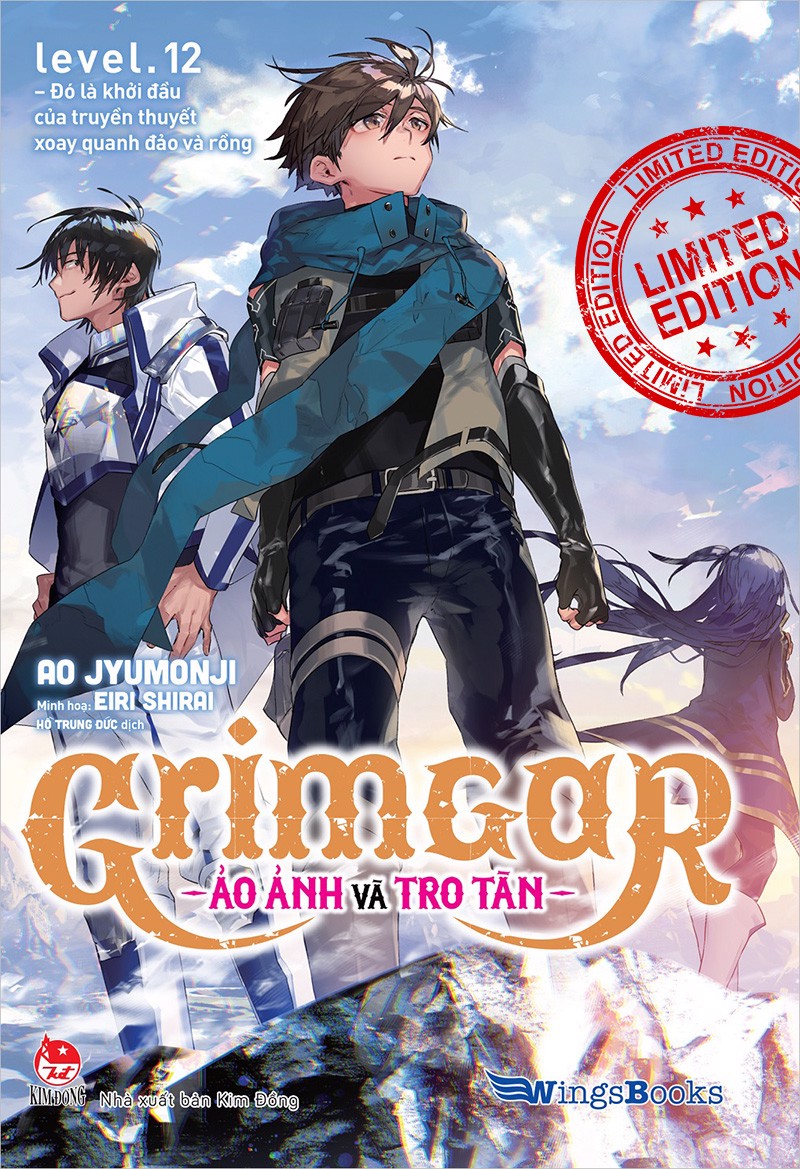 level.12
– Đó là khởi đầu
của truyền thuyết
xoay quanh đảo và rồng
LIMITED EDITION
LIMITED
EDITION
LIMITED EDITION
LIMITED EDITION
AO JYUMONJI
Minh hoạ: EIRI SHIRAI
HỒ TRUNG ĐỨC dịch
Grimgar
- ẢO ẢNH VÀ TRO TÀN -
KIM ĐỒNG
Nhà xuất bản Kim Đồng
WingsBooks